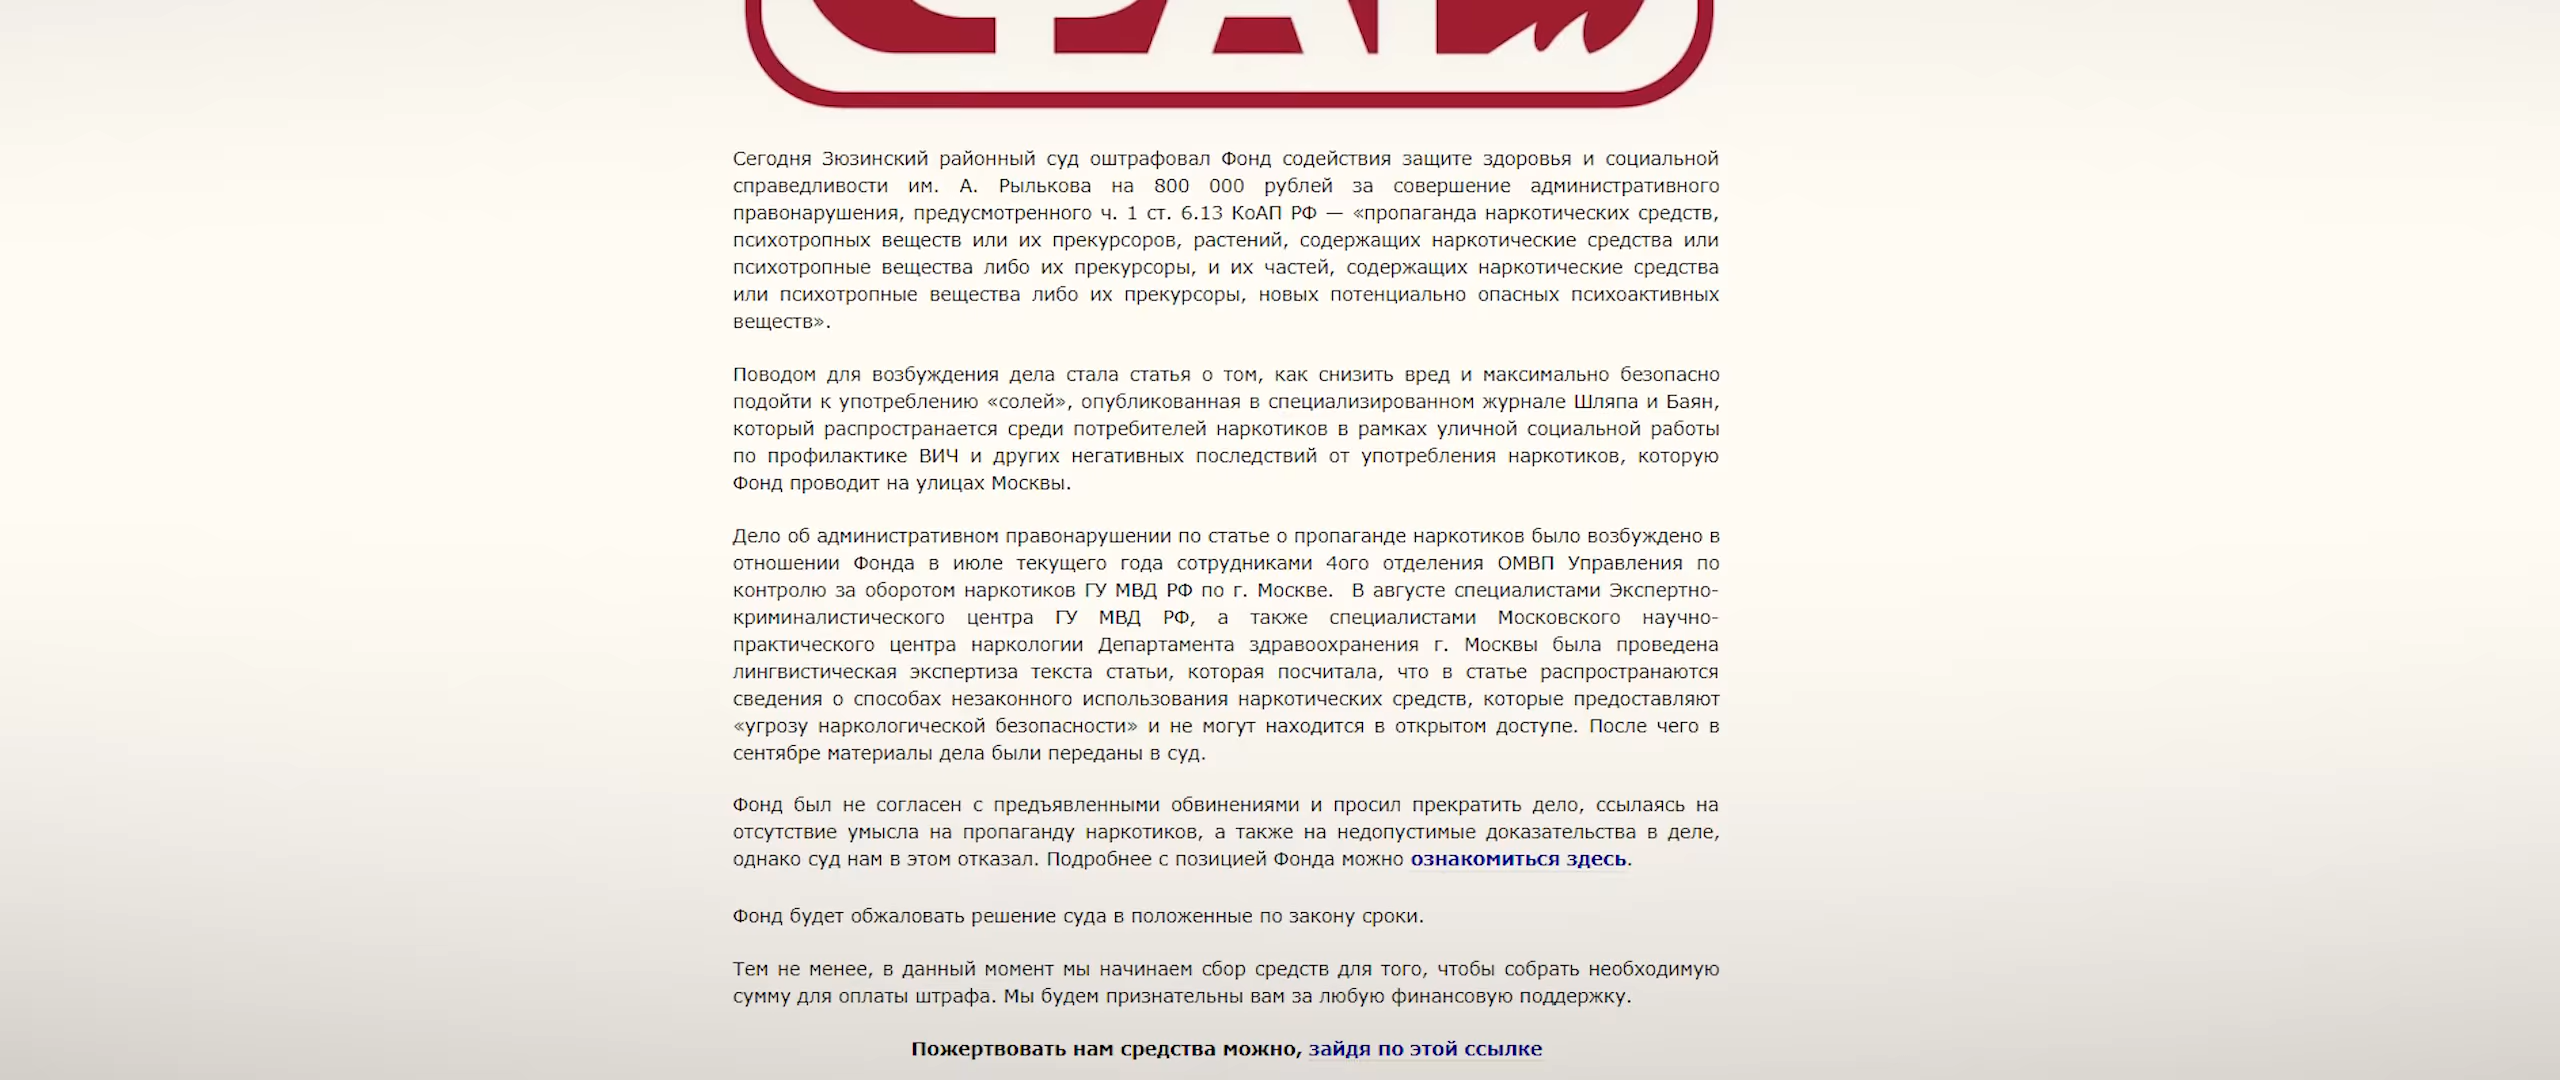 Сегодня Зюзинский районный суд оштрафовал Фонд содействия защите здоровья и социальной
справедливости им. А. Рылькова на 800 000 рублей за совершение административного
правонарушения, предусмотренного ч. 1 ст. 6.13 КоАП РФ — «пропаганда наркотических средств,
психотропных веществ или их прекурсоров, растений, содержащих наркотические средства или
психотропные вещества либо их прекурсоры, и их частей, содержащих наркотические средства
или психотропные вещества либо их прекурсоры, новых потенциально опасных психоактивных
веществ».
Поводом для возбуждения дела стала статья о том, как снизить вред и максимально безопасно
подойти к употреблению «солей», опубликованная в специализированном журнале Шляпа и Баян,
который распространается среди потребителей наркотиков в рамках уличной социальной работы
по профилактике ВИЧ и других негативных последствий от употребления наркотиков, которую
Фонд проводит на улицах Москвы.
Дело об административном правонарушении по статье о пропаганде наркотиков было возбуждено в
отношении Фонда в июле текущего года сотрудниками 4ого отделения ОМВП Управления по
контролю за оборотом наркотиков ГУ МВД РФ по г. Москве. В августе специалистами Экспертно-
криминалистического центра ГУ МВД РФ, а также специалистами Московского научно-
практического центра наркологии Департамента здравоохранения г. Москвы была проведена
лингвистическая экспертиза текста статьи, которая посчитала, что в статье распространаются
сведения о способах незаконного использования наркотических средств, которые предоставляют
«угрозу наркологической безопасности» и не могут находится в открытом доступе. После чего в
сентябре материалы дела были переданы в суд.
Фонд был не согласен с предъявленными обвинениями и просил прекратить дело, ссылаясь на
отсутствие умысла на пропаганду наркотиков, а также на недопустимые доказательства в деле,
однако суд нам в этом отказал. Подробнее с позицией Фонда можно ознакомиться здесь.
Фонд будет обжаловать решение суда в положенные по закону сроки.
Тем не менее, в данный момент мы начинаем сбор средств для того, чтобы собрать необходимую
сумму для оплаты штрафа. Мы будем признательны вам за любую финансовую поддержку.
Пожертвовать нам средства можно, зайдя по этой ссылке